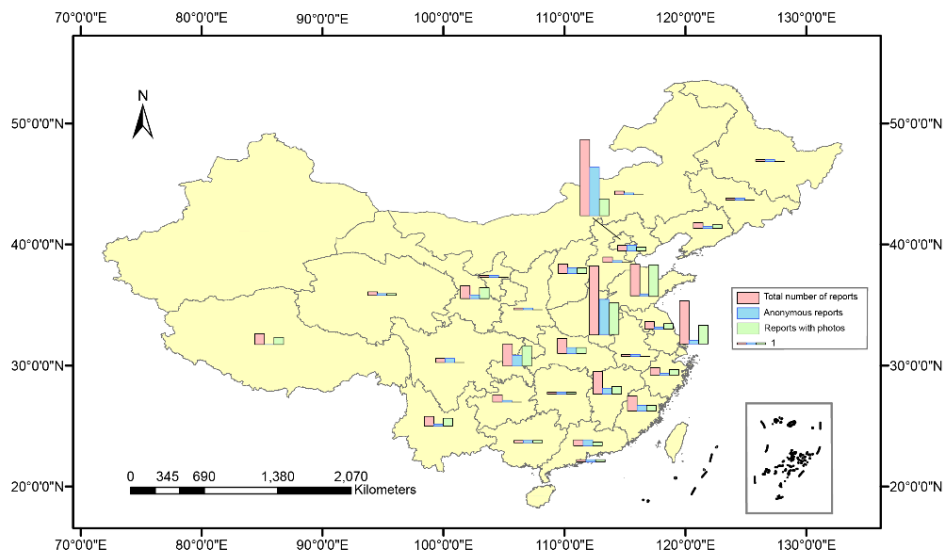 70°0'0"E 80°0'0"E 90°0'0"E 100°0'0"E 110°0'0"E 120°0'0"E 130°0'0"E
N
50°0'0"N 50°0'0"N
40°0'0"N 40°0'0"N
Total number of reports
Anonymous reports
Reports with photos
1
30°0'0"N 30°0'0"N
0 345 690 1,380 2,070
Kilometers
20°0'0"N 20°0'0"N
70°0'0"E 80°0'0"E 90°0'0"E 100°0'0"E 110°0'0"E 120°0'0"E 130°0'0"E